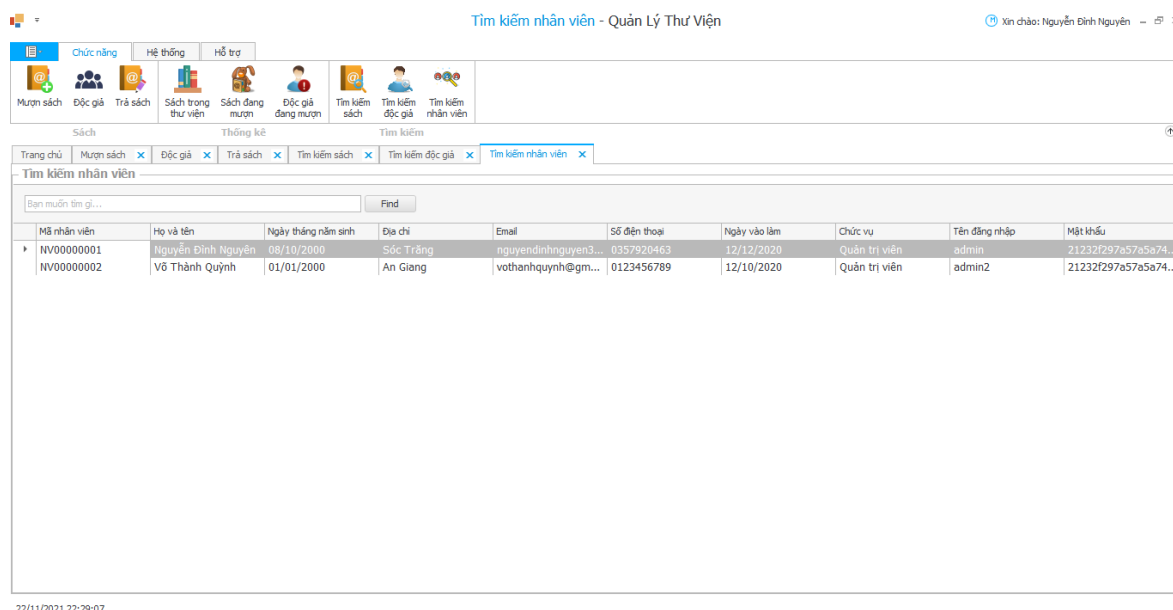 Tìm kiếm nhân viên - Quản Lý Thư Viện
Xin chào: Nguyễn Đình Nguyên
Chức năng Hệ thống Hỗ trợ
Mượn sách Độc giả Trả sách Sách trong thư viện Sách đang mượn Độc giả đang mượn Tìm kiếm sách Tìm kiếm độc giả Tìm kiếm nhân viên
Sách Thống kê Tìm kiếm
Trang chủ Mượn sách Độc giả Trả sách Tìm kiếm sách Tìm kiếm độc giả Tìm kiếm nhân viên
Tìm kiếm nhân viên
Bạn muốn tìm gì... Find
Mã nhân viên Họ và tên Ngày tháng năm sinh Địa chỉ Email Số điện thoại Ngày vào làm Chức vụ Tên đăng nhập Mật khẩu
NV00000001 Nguyễn Đình Nguyên 08/10/2000 Sóc Trăng nguyendinhnguyen3... 0357920463 12/12/2020 Quản trị viên admin 21232f297a57a5a74...
NV00000002 Võ Thành Quỳnh 01/01/2000 An Giang vothanhquynh@gm... 0123456789 12/10/2020 Quản trị viên admin2 21232f297a57a5a74...
22/11/2021 22:29:07